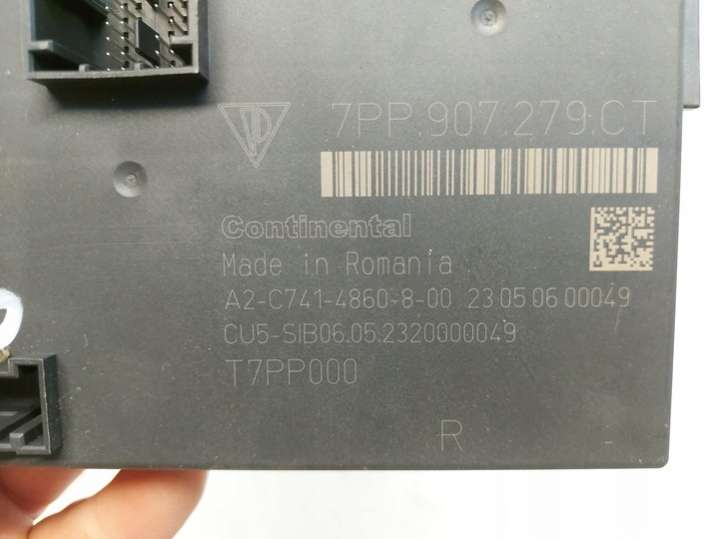 7PP.907.279.CT
Continental
Made in Romania
A2-C741-4860-8-00 23.05.06 00049
CU5-SIB06.05.2320000049
T7PP000
R